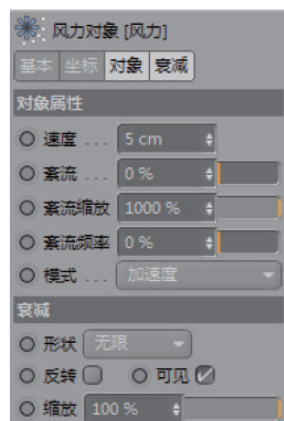 风力对象 [风力]
基本 坐标 对象 衰减
对象属性
速度 . . . 5 cm
紊流 . . . 0 %
紊流缩放 1000 %
紊流频率 0 %
模式 . . . 加速度
衰减
形状 无限
反转 可见
缩放 100 %